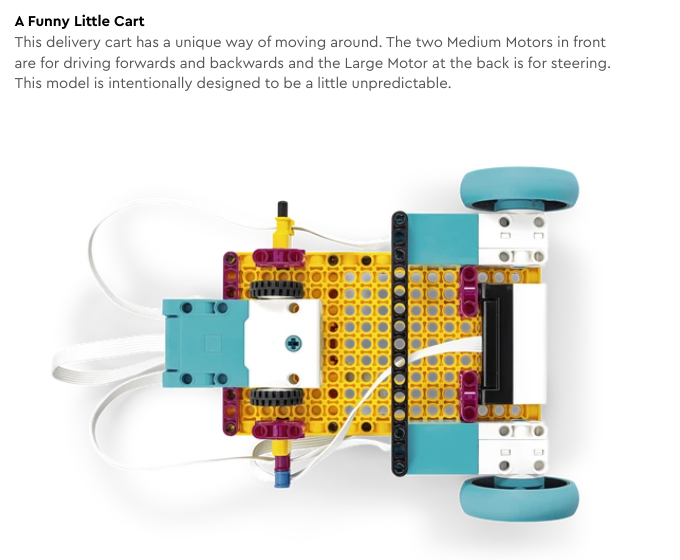 A Funny Little Cart
This delivery cart has a unique way of moving around. The two Medium Motors in front
are for driving forwards and backwards and the Large Motor at the back is for steering.
This model is intentionally designed to be a little unpredictable.